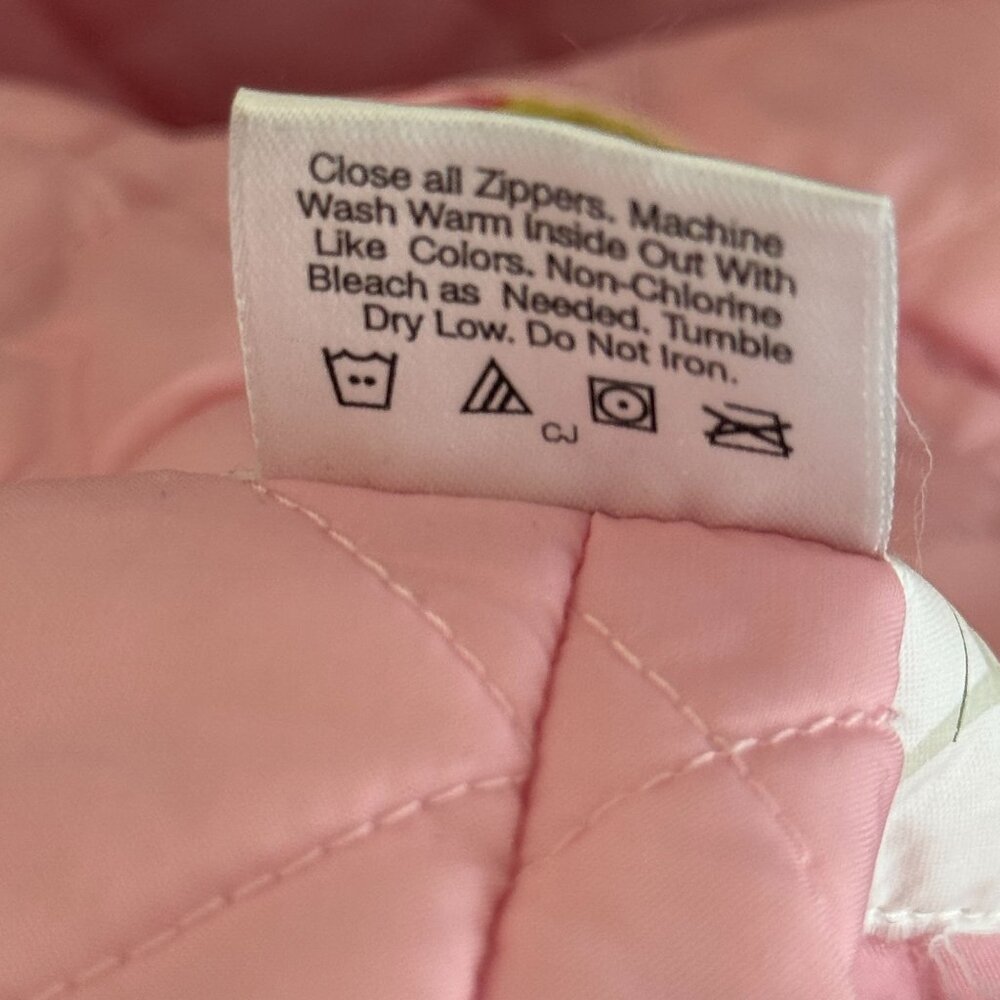 Close all Zippers. Machine
Wash Warm Inside Out With
Like Colors. Non-Chlorine
Bleach as Needed. Tumble
Dry Low. Do Not Iron.
CJ